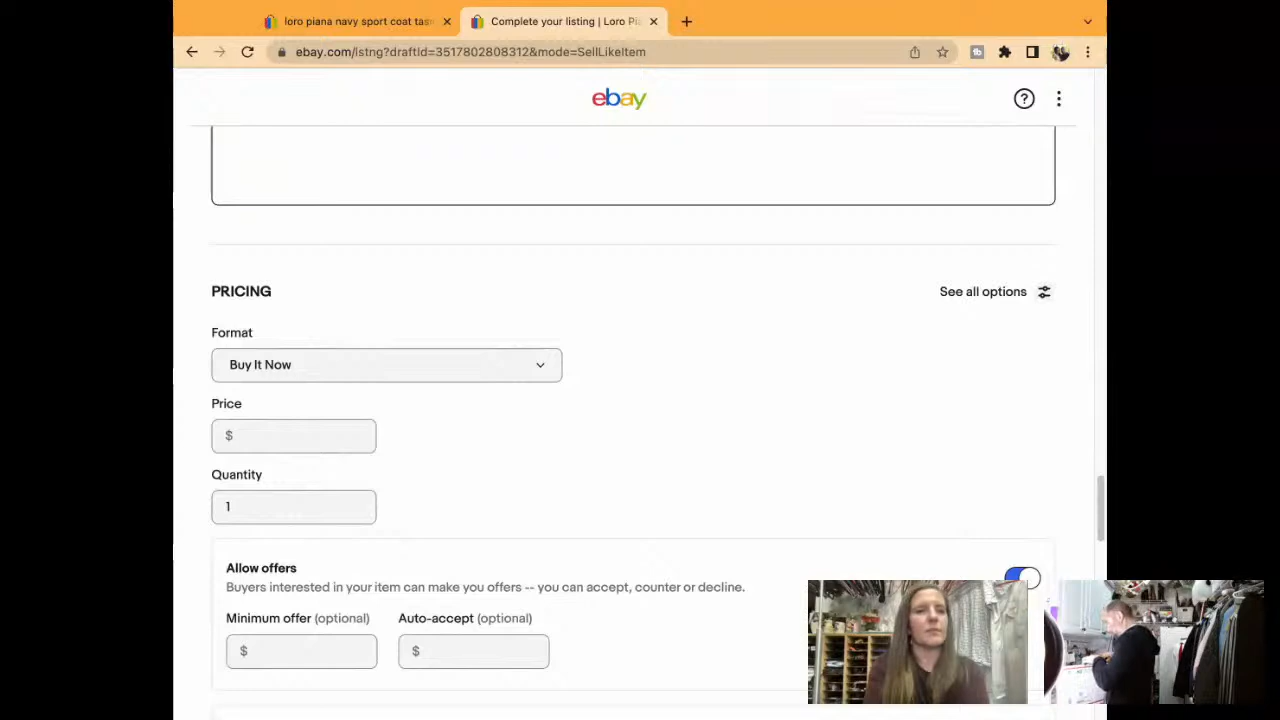 loro piana navy sport coat tas
Complete your listing | Loro Pi
ebay.com/lstng?draftId=3517802808312&mode=SellLikeItem
ebay
PRICING
See all options
Format
Buy It Now
Price
$
Quantity
1
Allow offers
Buyers interested in your item can make you offers -- you can accept, counter or decline.
Minimum offer (optional)
Auto-accept (optional)
$
$